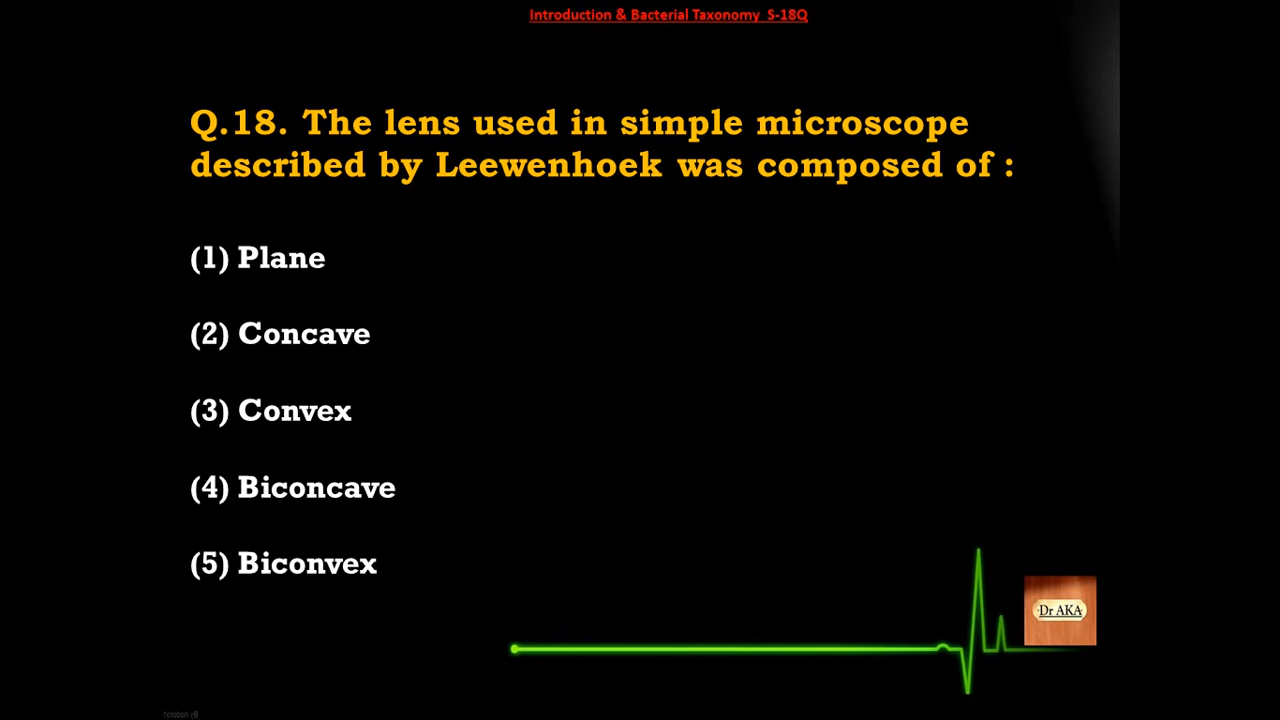 Introduction & Bacterial Taxonomy S-18Q
Q.18. The lens used in simple microscope
described by Leewenhoek was composed of :
(1) Plane
(2) Concave
(3) Convex
(4) Biconcave
(5) Biconvex
Dr AKA